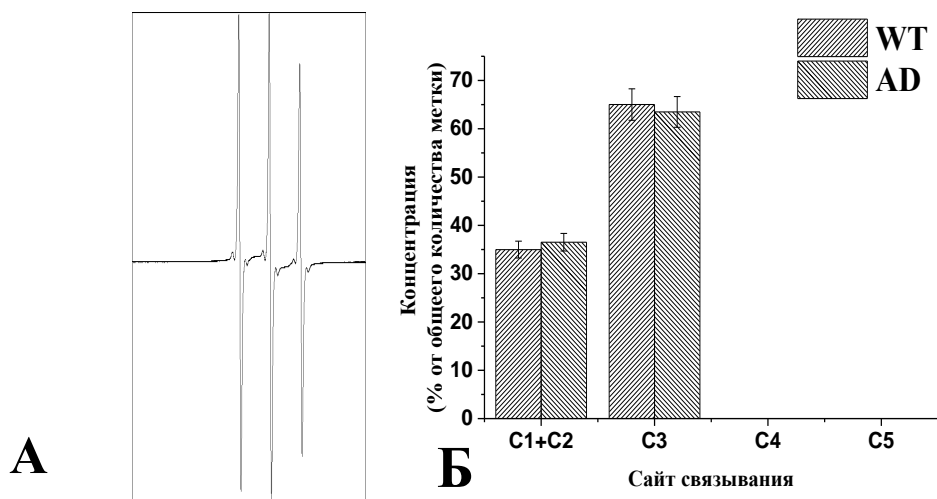 WT
AD
Концентрация
(% от общеего количества метки)
70
60
50
40
30
20
10
0
C1+C2 C3 C4 C5
Сайт связывания
А
Б